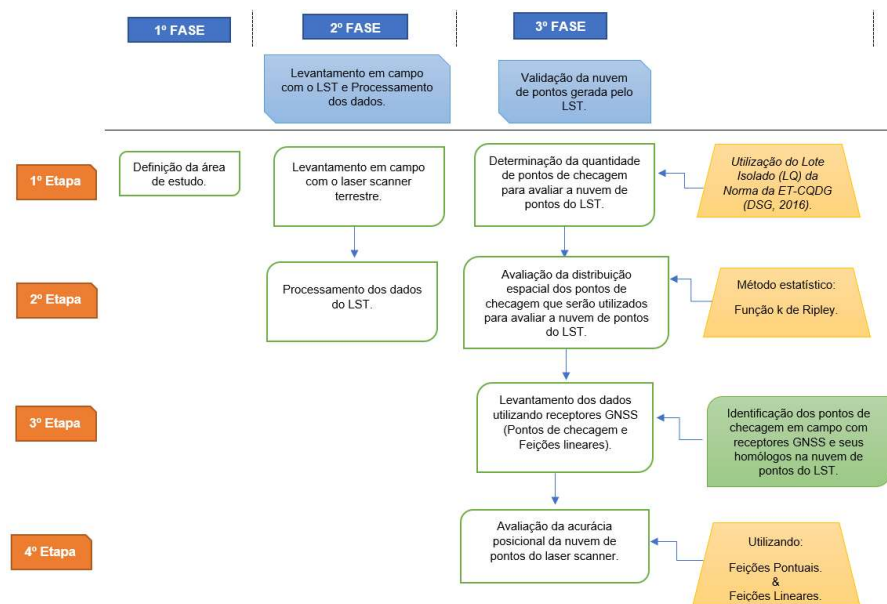 1º FASE
2º FASE
3º FASE
Levantamento em campo
com o LST e Processamento
dos dados.
Validação da nuvem
de pontos gerada pelo
LST.
1º Etapa
Definição da área
de estudo.
Levantamento em campo
com o laser scanner
terrestre.
Determinação da quantidade
de pontos de checagem
para avaliar a nuvem de
pontos do LST.
Utilização do Lote
Isolado (LQ) da
Norma da ET-CQDG
(DSG, 2016).
2º Etapa
Processamento dos dados
do LST.
Avaliação da distribuição
espacial dos pontos de
checagem que serão utilizados
para avaliar a nuvem de pontos
do LST.
Método estatístico:
Função k de Ripley.
3º Etapa
Levantamento dos dados
utilizando receptores GNSS
(Pontos de checagem e
Feições lineares).
Identificação dos pontos de
checagem em campo com
receptores GNSS e seus
homólogos na nuvem de
pontos do LST.
4º Etapa
Avaliação da acurácia
posicional da nuvem de
pontos do laser scanner.
Utilizando:
Feições Pontuais.
&
Feições Lineares.